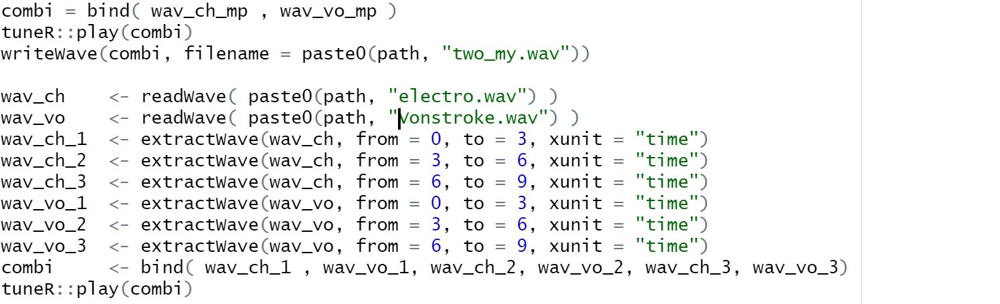 combi = bind( wav_ch_mp , wav_vo_mp )
tuneR::play(combi)
writeWave(combi, filename = paste0(path, "two_my.wav"))

wav_ch    <- readWave( paste0(path, "electro.wav") )
wav_vo    <- readWave( paste0(path, "Vonstroke.wav") )
wav_ch_1  <- extractWave(wav_ch, from = 0, to = 3, xunit = "time")
wav_ch_2  <- extractWave(wav_ch, from = 3, to = 6, xunit = "time")
wav_ch_3  <- extractWave(wav_ch, from = 6, to = 9, xunit = "time")
wav_vo_1  <- extractWave(wav_vo, from = 0, to = 3, xunit = "time")
wav_vo_2  <- extractWave(wav_vo, from = 3, to = 6, xunit = "time")
wav_vo_3  <- extractWave(wav_vo, from = 6, to = 9, xunit = "time")
combi     <- bind( wav_ch_1 , wav_vo_1, wav_ch_2, wav_vo_2, wav_ch_3, wav_vo_3)
tuneR::play(combi)